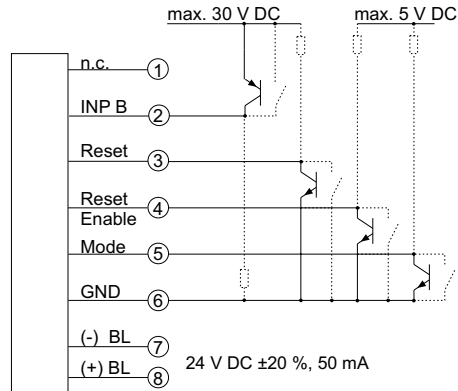 max. 30 V DC max. 5 V DC
n.c. 1
INP B 2
Reset 3
Reset
Enable 4
Mode 5
GND 6
(-) BL 7
(+) BL 8
24 V DC ±20 %, 50 mA